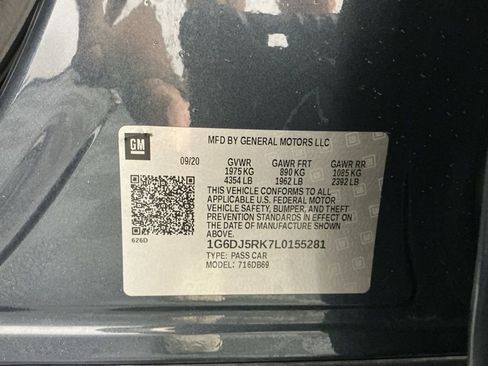 GM
MFD BY GENERAL MOTORS LLC
09/20 GVWR GAWR FRT GAWR RR
1975 KG 890 KG 1085 KG
4354 LB 1962 LB 2392 LB
THIS VEHICLE CONFORMS TO ALL
APPLICABLE U.S. FEDERAL MOTOR
VEHICLE SAFETY, BUMPER, AND THEFT
PREVENTION STANDARDS IN EFFECT ON
THE DATE OF MANUFACTURE SHOWN
ABOVE.
626D
1G6DJ5RK7L0155281
TYPE: PASS CAR
MODEL: 716DB69